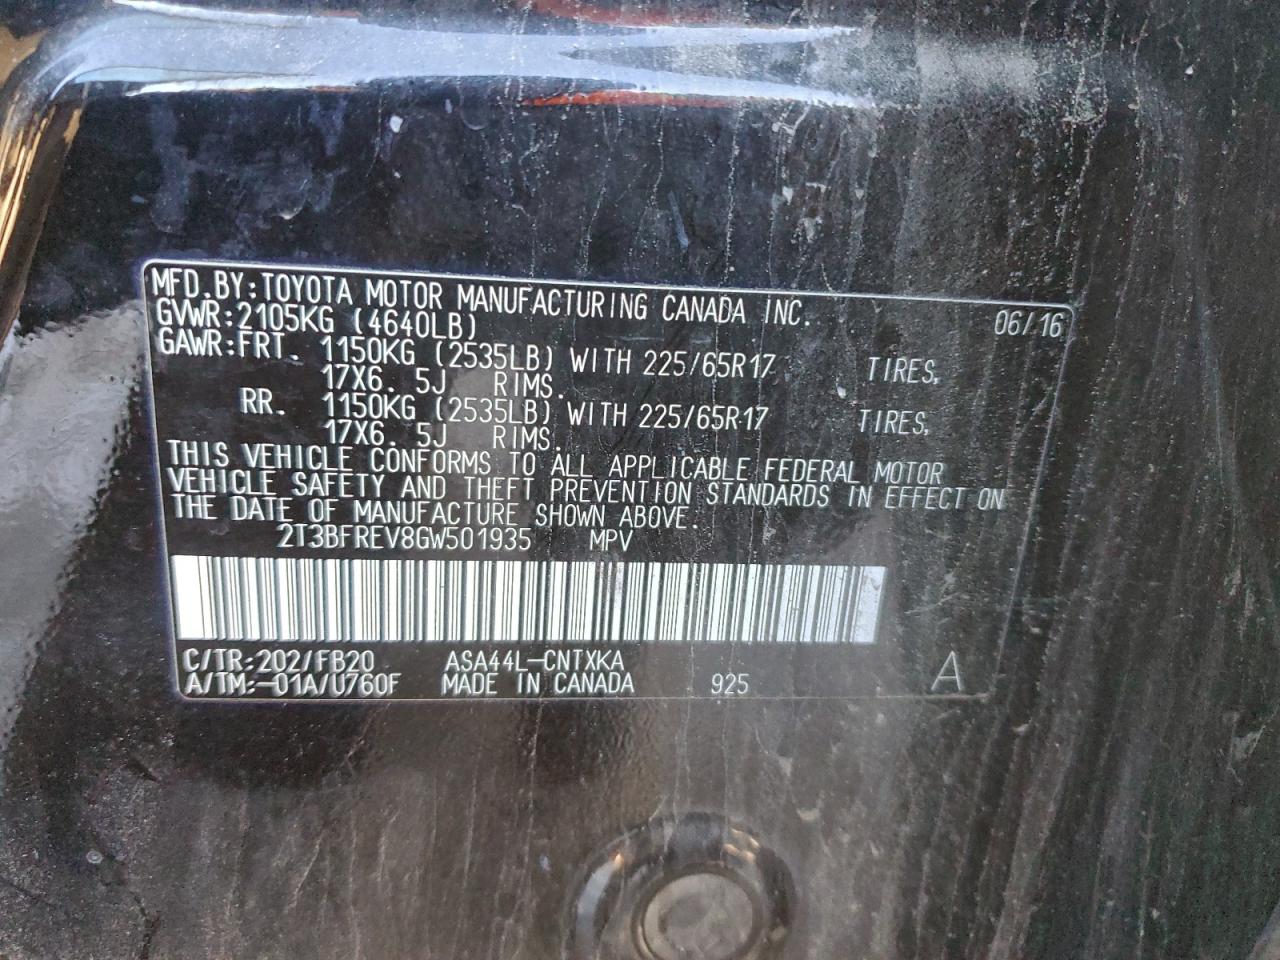 MFD.BY:TOYOTA MOTOR MANUFACTURING CANADA INC. 06/16
GVWR:2105KG (4640LB)
GAWR:FRT. 1150KG (2535LB) WITH 225/65R17 TIRES,
17X6. 5J RIMS.
RR. 1150KG (2535LB) WITH 225/65R17 TIRES,
17X6. 5J RIMS.
THIS VEHICLE CONFORMS TO ALL APPLICABLE FEDERAL MOTOR
VEHICLE SAFETY AND THEFT PREVENTION STANDARDS IN EFFECT ON
THE DATE OF MANUFACTURE SHOWN ABOVE.
2T3BFREV8GW501935 MPV
C/TR:202/FB20 ASA44L-CNTXKA A
A/TM:-01A/U760F MADE IN CANADA 925